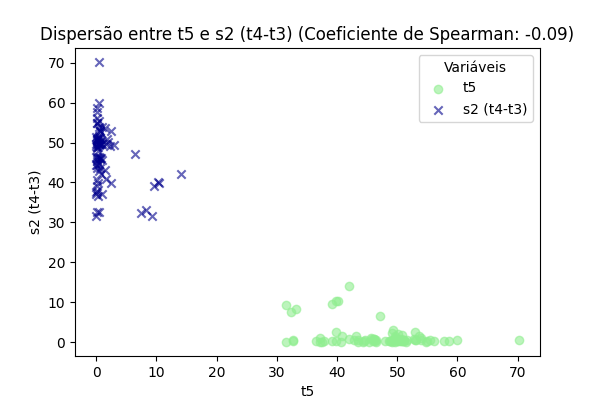 Dispersão entre t5 e s2 (t4-t3) (Coeficiente de Spearman: -0.09)
Variáveis
t5
s2 (t4-t3)
s2 (t4-t3)
70
60
50
40
30
20
10
0
0 10 20 30 40 50 60 70
t5